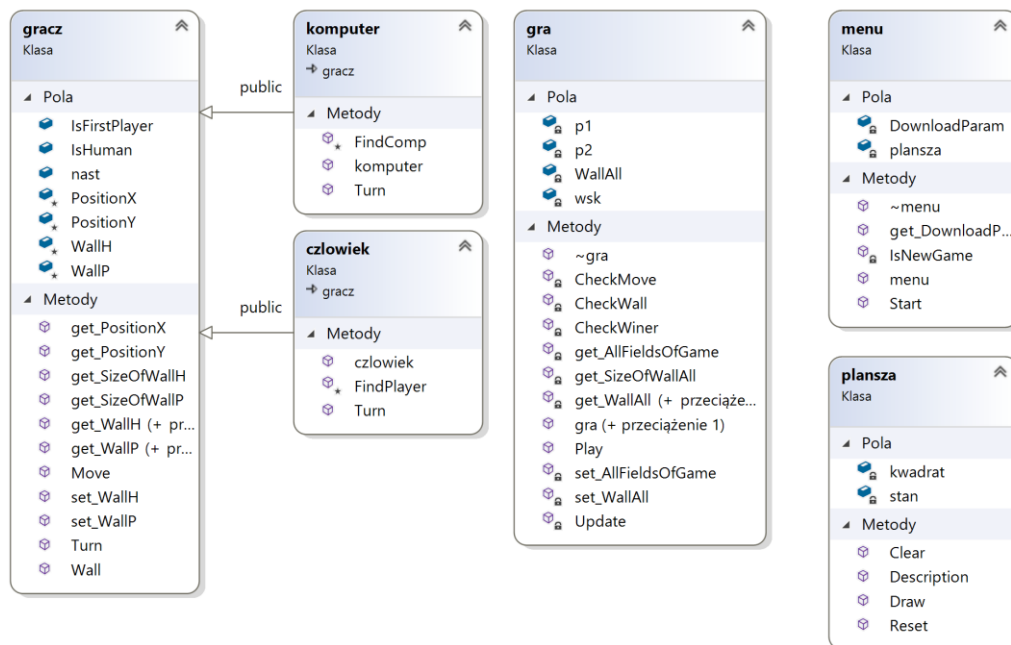 gracz
Klasa
Pola
IsFirstPlayer
IsHuman
nast
PositionX
PositionY
WallH
WallP
Metody
get_PositionX
get_PositionY
get_SizeOfWallH
get_SizeOfWallP
get_WallH (+ pr...
get_WallP (+ pr...
Move
set_WallH
set_WallP
Turn
Wall
public
public
komputer
Klasa
gracz
Metody
FindComp
komputer
Turn
czlowiek
Klasa
gracz
Metody
czlowiek
FindPlayer
Turn
gra
Klasa
Pola
p1
p2
WallAll
wsk
Metody
~gra
CheckMove
CheckWall
CheckWiner
get_AllFieldsOfGame
get_SizeOfWallAll
get_WallAll (+ przeciąże...
gra (+ przeciążenie 1)
Play
set_AllFieldsOfGame
set_WallAll
Update
menu
Klasa
Pola
DownloadParam
plansza
Metody
~menu
get_DownloadP...
IsNewGame
menu
Start
plansza
Klasa
Pola
kwadrat
stan
Metody
Clear
Description
Draw
Reset